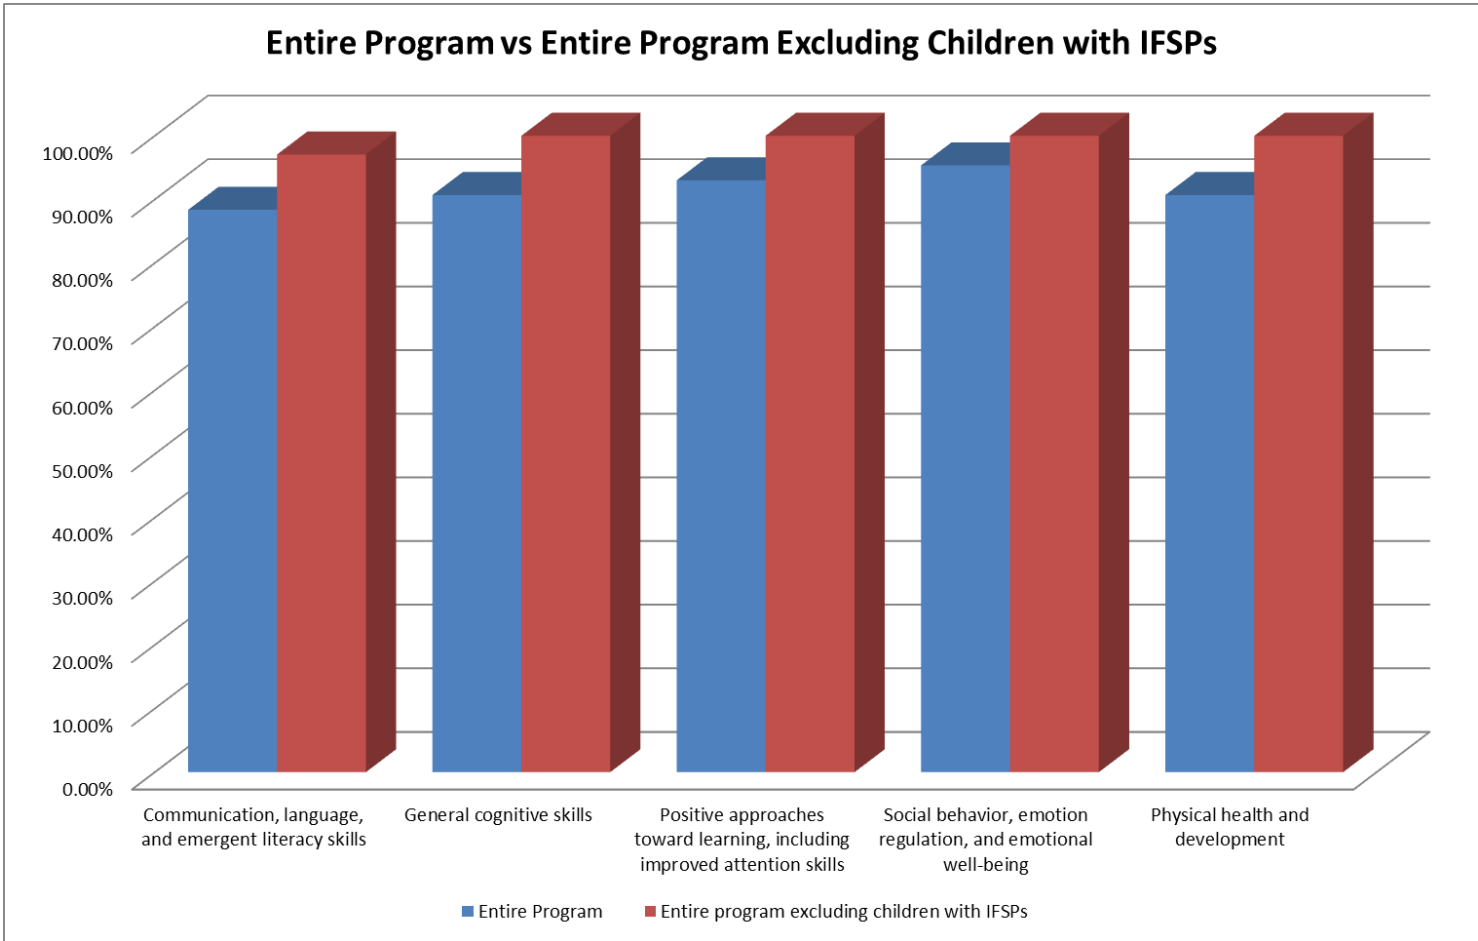 Entire Program vs Entire Program Excluding Children with IFSPs
100.00%
90.00%
80.00%
70.00%
60.00%
50.00%
40.00%
30.00%
20.00%
10.00%
0.00%
Communication, language,
and emergent literacy skills
General cognitive skills
Positive approaches
toward learning, including
improved attention skills
Social behavior, emotion
regulation, and emotional
well-being
Physical health and
development
Entire Program
Entire program excluding children with IFSPs